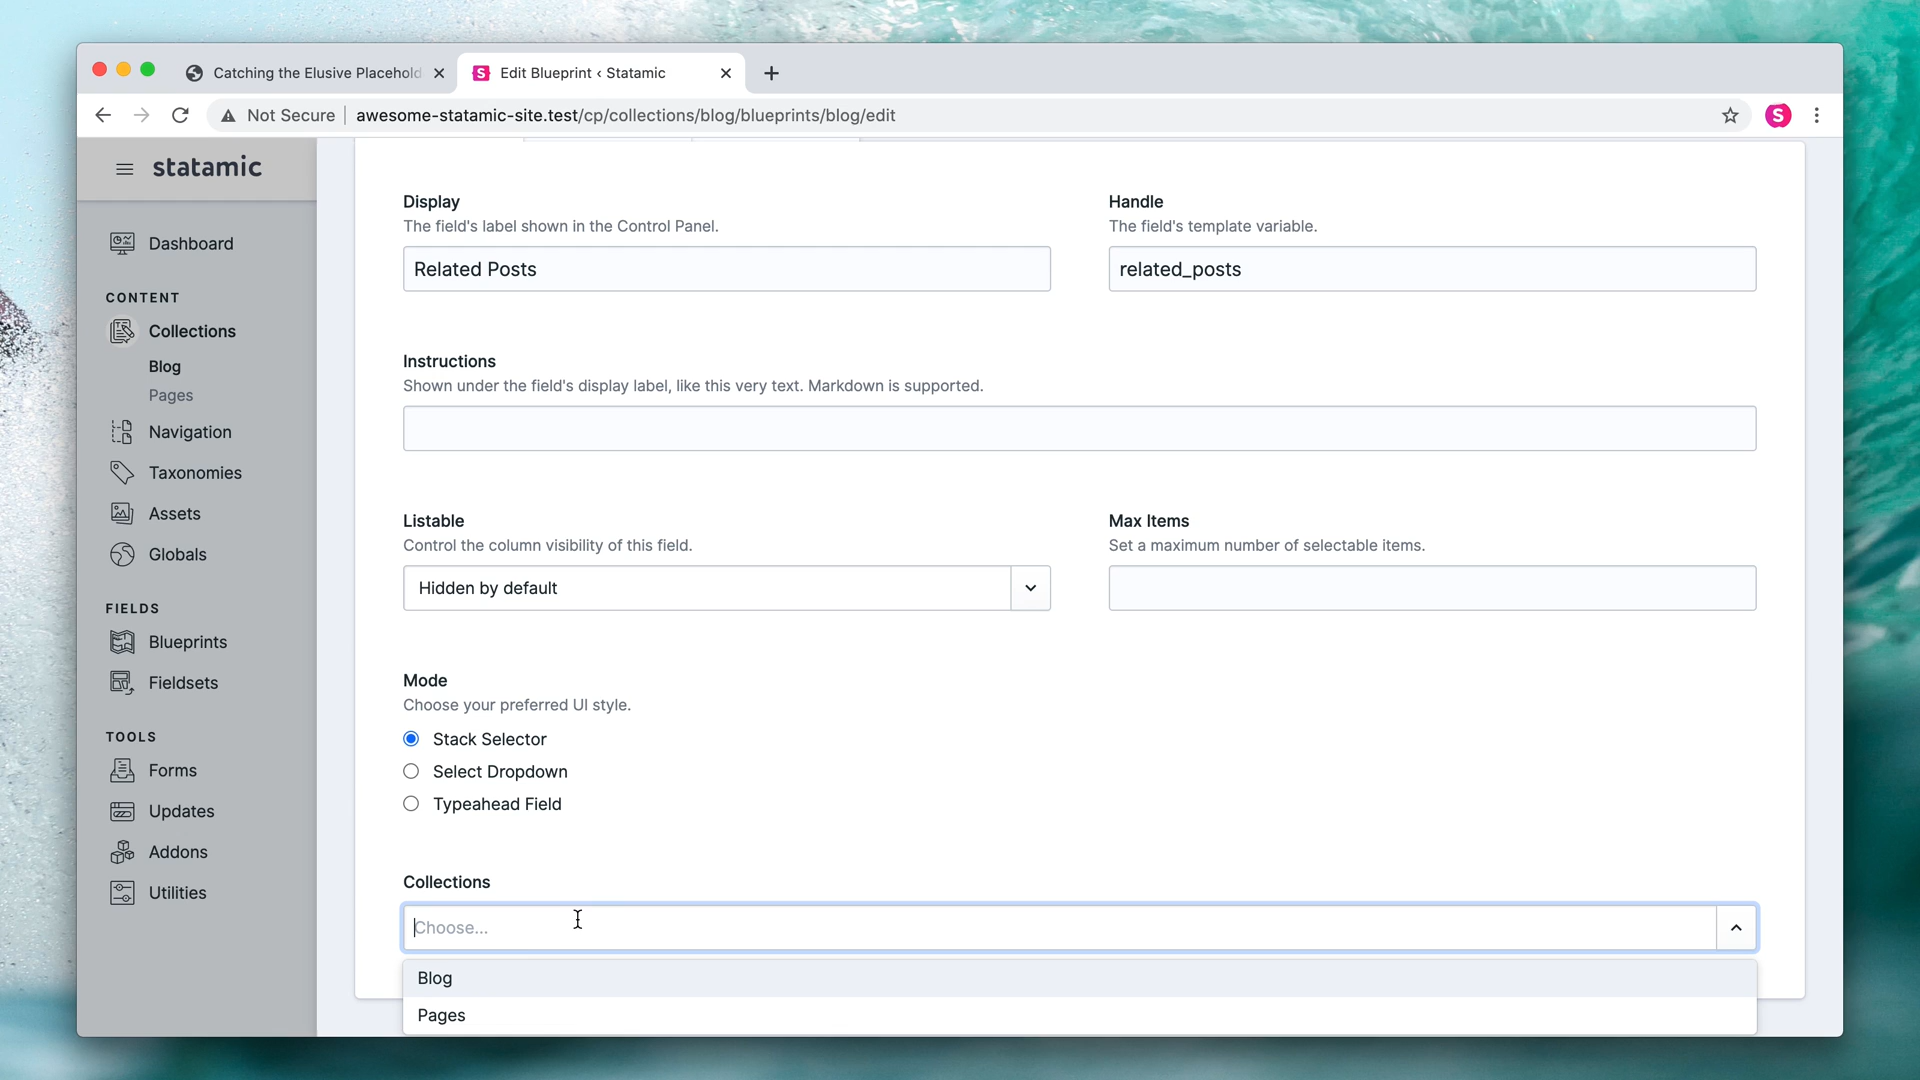 Catching the Elusive Placehold
Edit Blueprint ‹ Statamic
Not Secure
awesome-statamic-site.test/cp/collections/blog/blueprints/blog/edit
S
statamic
Dashboard
CONTENT
Collections
Blog
Pages
Navigation
Taxonomies
Assets
Globals
FIELDS
Blueprints
Fieldsets
TOOLS
Forms
Updates
Addons
Utilities
Display
The field's label shown in the Control Panel.
Related Posts
Handle
The field's template variable.
related_posts
Instructions
Shown under the field's display label, like this very text. Markdown is supported.
Listable
Control the column visibility of this field.
Hidden by default
Max Items
Set a maximum number of selectable items.
Mode
Choose your preferred UI style.
Stack Selector
Select Dropdown
Typeahead Field
Collections
Choose...
Blog
Pages